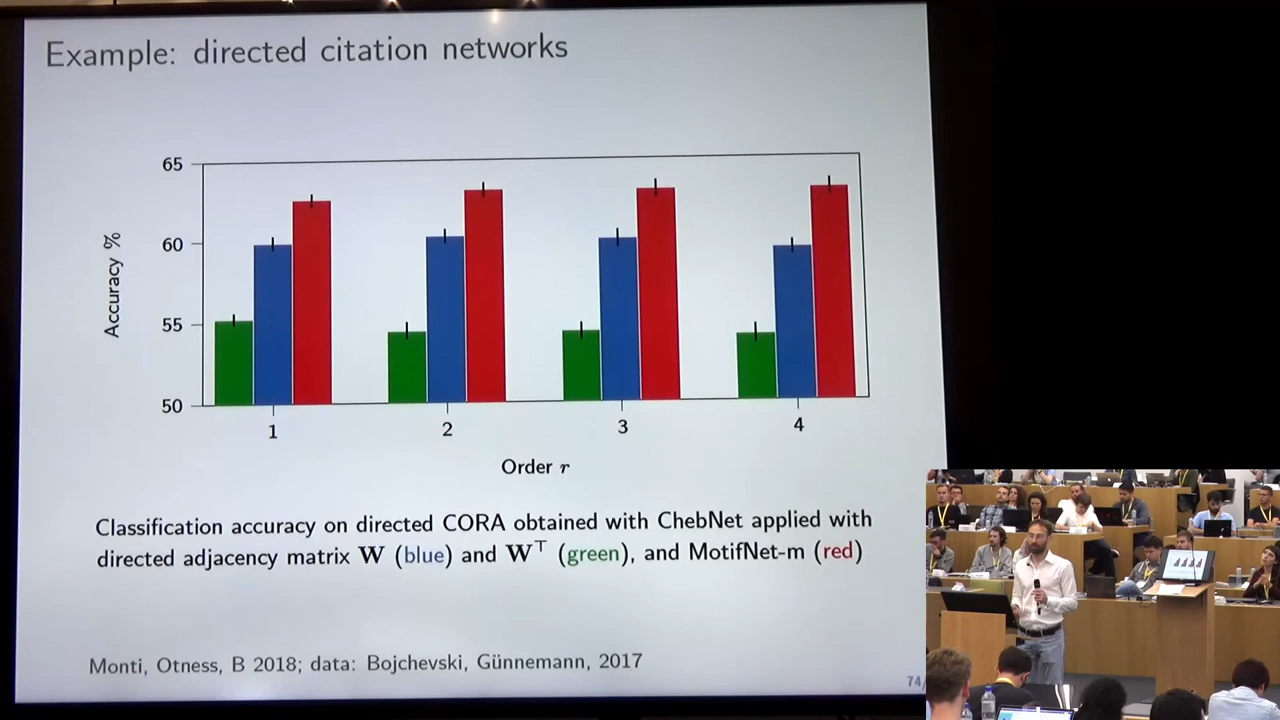 Example: directed citation networks
65
60
55
50
Accuracy %
1 2 3 4
Order r
Classification accuracy on directed CORA obtained with ChebNet applied with
directed adjacency matrix W (blue) and W⊤ (green), and MotifNet-m (red)
Monti, Otness, B 2018; data: Bojchevski, Günnemann, 2017
74/